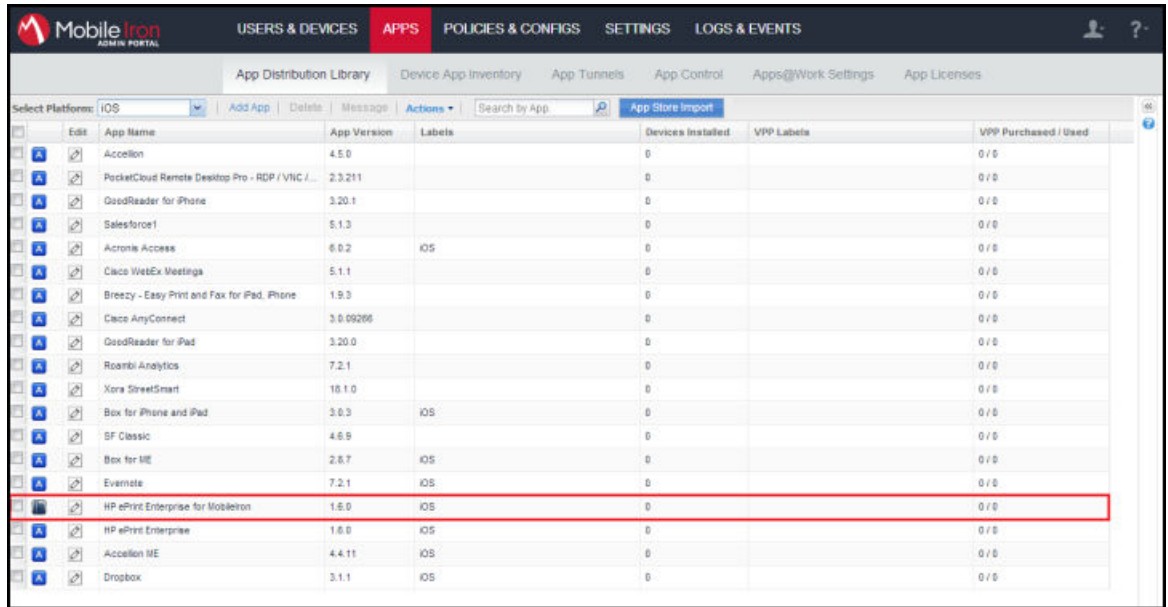 MobileIron USERS & DEVICES APPS POLICIES & CONFIGS SETTINGS LOGS & EVENTS ?
ADMIN PORTAL
App Distribution Library Device App Inventory App Tunnels App Control Apps@Work Settings App Licenses
Select Platform: iOS Add App Delete Message Actions Search by App App Store Import
Edit App Name App Version Labels Devices Installed VPP Labels VPP Purchased / Used
Accellion 4.5.0 0 0 / 0
PocketCloud Remote Desktop Pro - RDP / VNC /... 2.3.211 0 0 / 0
GoodReader for iPhone 3.20.1 0 0 / 0
Salesforce1 5.1.3 0 0 / 0
Acronis Access 6.0.2 iOS 0 0 / 0
Cisco WebEx Meetings 5.1.1 0 0 / 0
Breezy - Easy Print and Fax for iPad, iPhone 1.9.3 0 0 / 0
Cisco AnyConnect 3.0.09266 0 0 / 0
GoodReader for iPad 3.20.0 0 0 / 0
Roambi Analytics 7.2.1 0 0 / 0
Xora StreetSmart 18.1.0 0 0 / 0
Box for iPhone and iPad 3.0.3 iOS 0 0 / 0
SF Classic 4.6.9 0 0 / 0
Box for ME 2.8.7 iOS 0 0 / 0
Evernote 7.2.1 iOS 0 0 / 0
HP ePrint Enterprise for MobileIron 1.6.0 iOS 0 0 / 0
HP ePrint Enterprise 1.6.0 iOS 0 0 / 0
Accellion ME 4.4.11 iOS 0 0 / 0
Dropbox 3.1.1 iOS 0 0 / 0